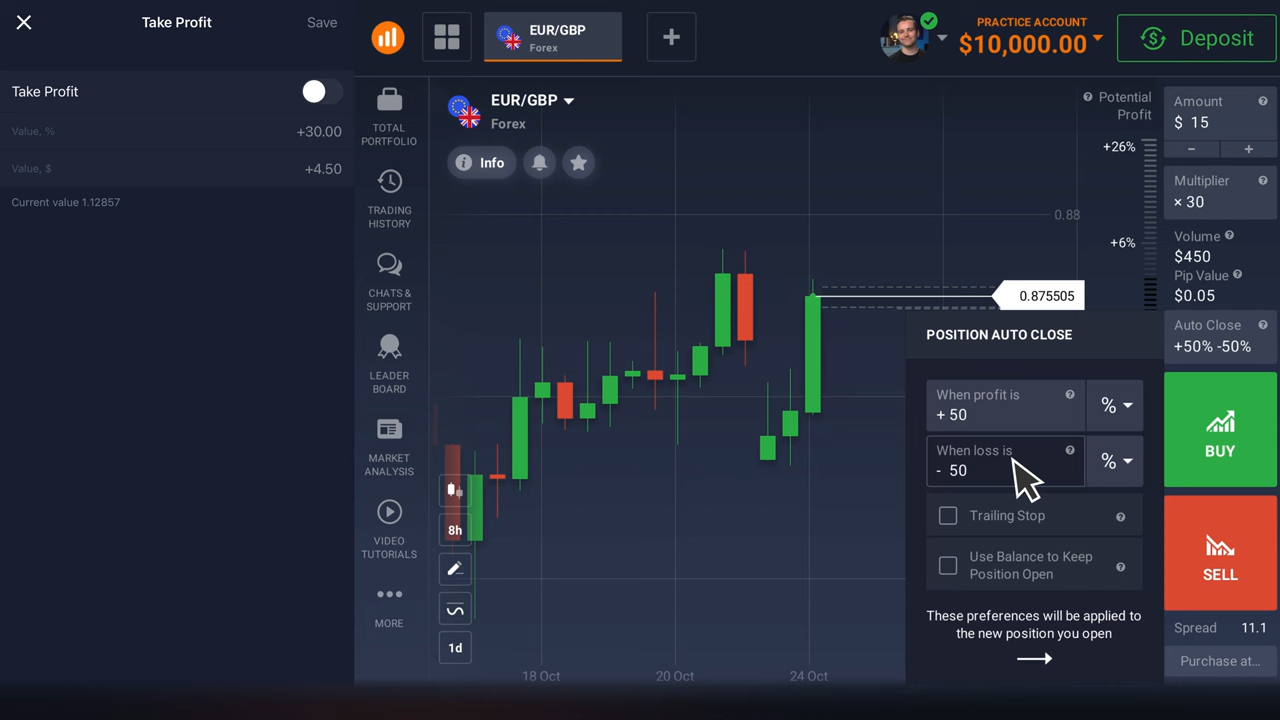 Take Profit
Save
Take Profit
Value, %
+30.00
Value, $
+4.50
Current value 1.12857
EUR/GBP
Forex
PRACTICE ACCOUNT
$10,000.00
Deposit
TOTAL
PORTFOLIO
TRADING
HISTORY
CHATS &
SUPPORT
LEADER
BOARD
MARKET
ANALYSIS
VIDEO
TUTORIALS
MORE
EUR/GBP
Forex
Info
8h
1d
18 Oct
20 Oct
24 Oct
0.88
0.875505
Potential
Profit
+26%
+6%
POSITION AUTO CLOSE
When profit is
+ 50
%
When loss is
- 50
%
Trailing Stop
Use Balance to Keep
Position Open
These preferences will be applied to
the new position you open
Amount
$ 15
-
+
Multiplier
× 30
Volume
$450
Pip Value
$0.05
Auto Close
+50% -50%
BUY
SELL
Spread
11.1
Purchase at...